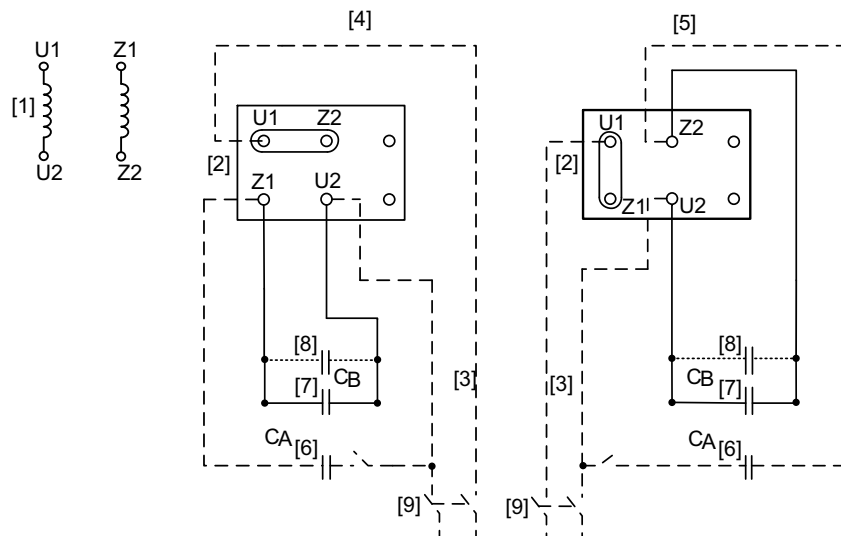 [4]
[5]
U1 Z1
[1]
U2 Z2
U1 Z2
[2]
Z1 U2
U1 Z2
[2]
Z1 U2
[8]
CB
[7]
[3]
CA [6]
[9]
[8]
CB
[7]
[3]
CA [6]
[9]